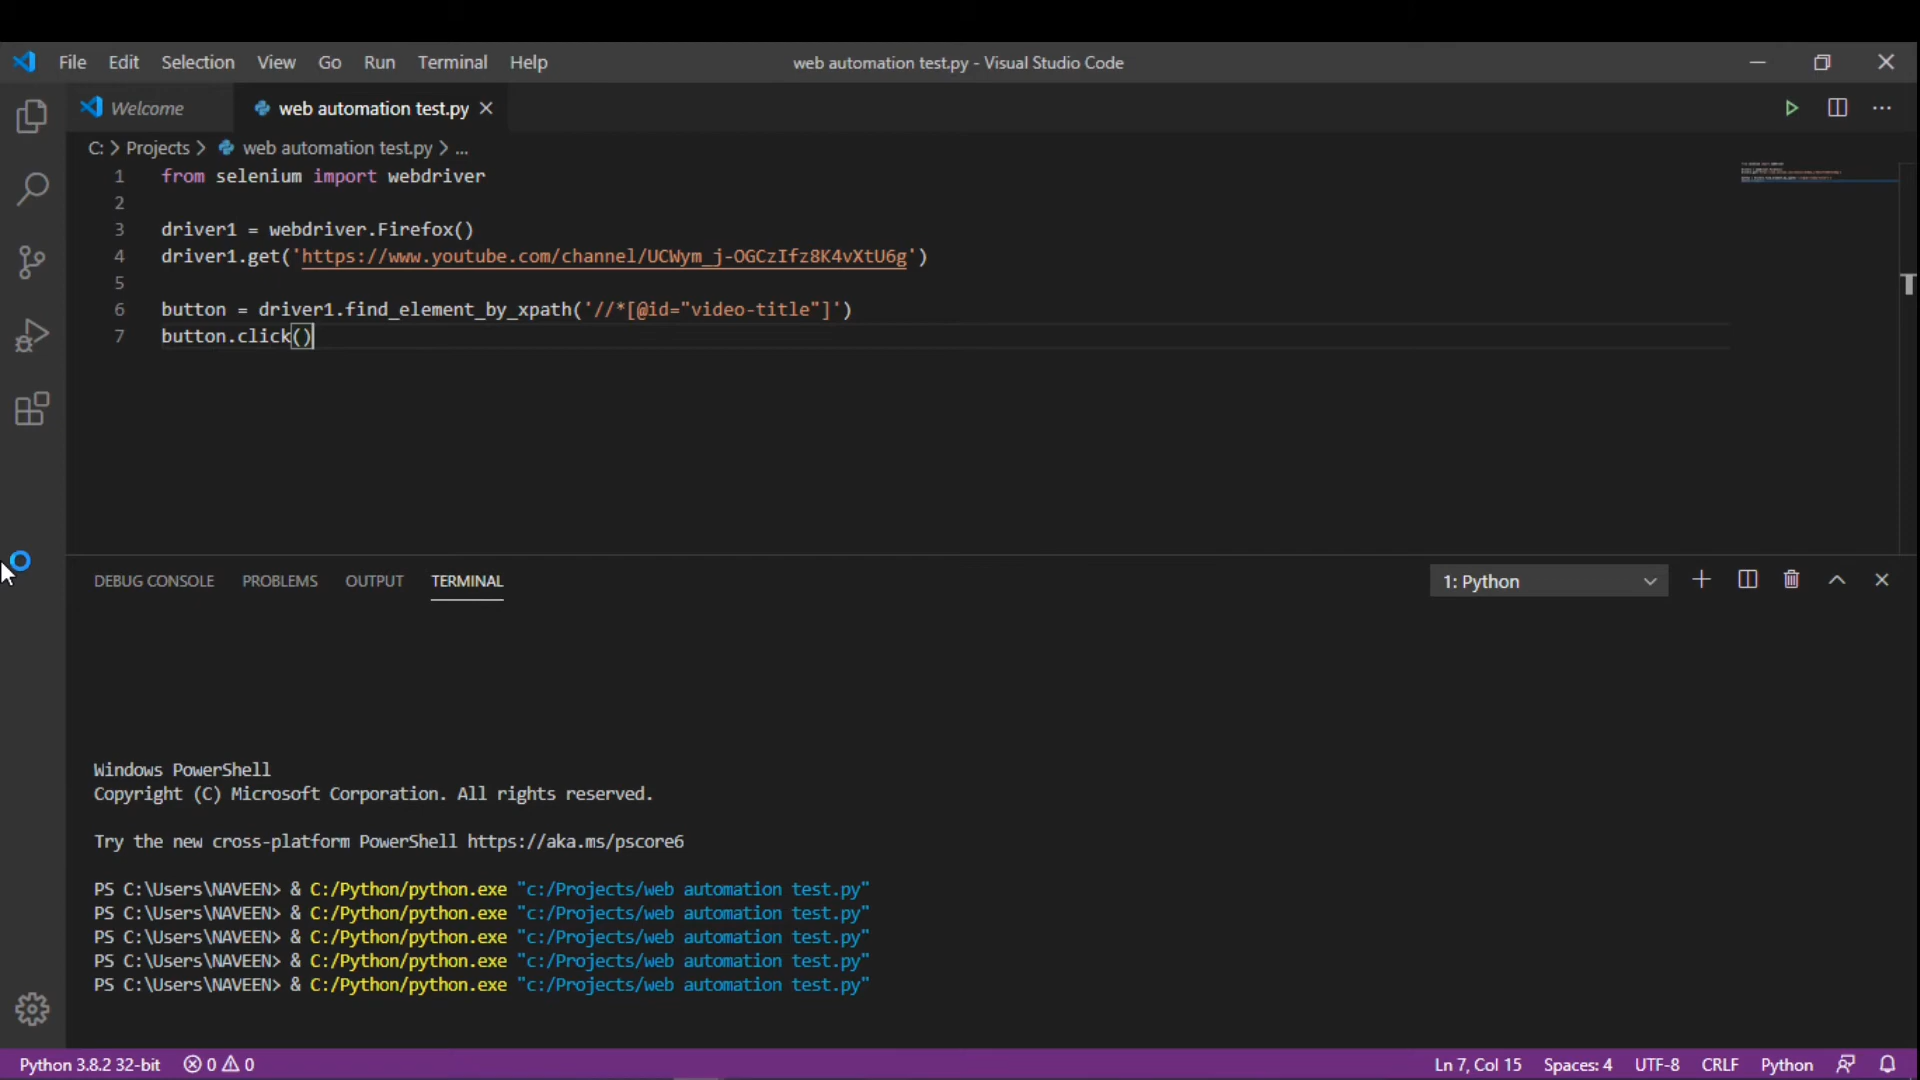 File Edit Selection View Go Run Terminal Help web automation test.py - Visual Studio Code
Welcome web automation test.py
C: > Projects > web automation test.py > ...
1 from selenium import webdriver
2
3 driver1 = webdriver.Firefox()
4 driver1.get('https://www.youtube.com/channel/UCWym_j-OGCzIfz8K4vXtU6g')
5
6 button = driver1.find_element_by_xpath('//*[@id="video-title"]')
7 button.click()
DEBUG CONSOLE PROBLEMS OUTPUT TERMINAL 1: Python
Windows PowerShell
Copyright (C) Microsoft Corporation. All rights reserved.
Try the new cross-platform PowerShell https://aka.ms/pscore6
PS C:\Users\NAVEEN> & C:/Python/python.exe "c:/Projects/web automation test.py"
PS C:\Users\NAVEEN> & C:/Python/python.exe "c:/Projects/web automation test.py"
PS C:\Users\NAVEEN> & C:/Python/python.exe "c:/Projects/web automation test.py"
PS C:\Users\NAVEEN> & C:/Python/python.exe "c:/Projects/web automation test.py"
PS C:\Users\NAVEEN> & C:/Python/python.exe "c:/Projects/web automation test.py"
Python 3.8.2 32-bit 0 0 Ln 7, Col 15 Spaces: 4 UTF-8 CRLF Python